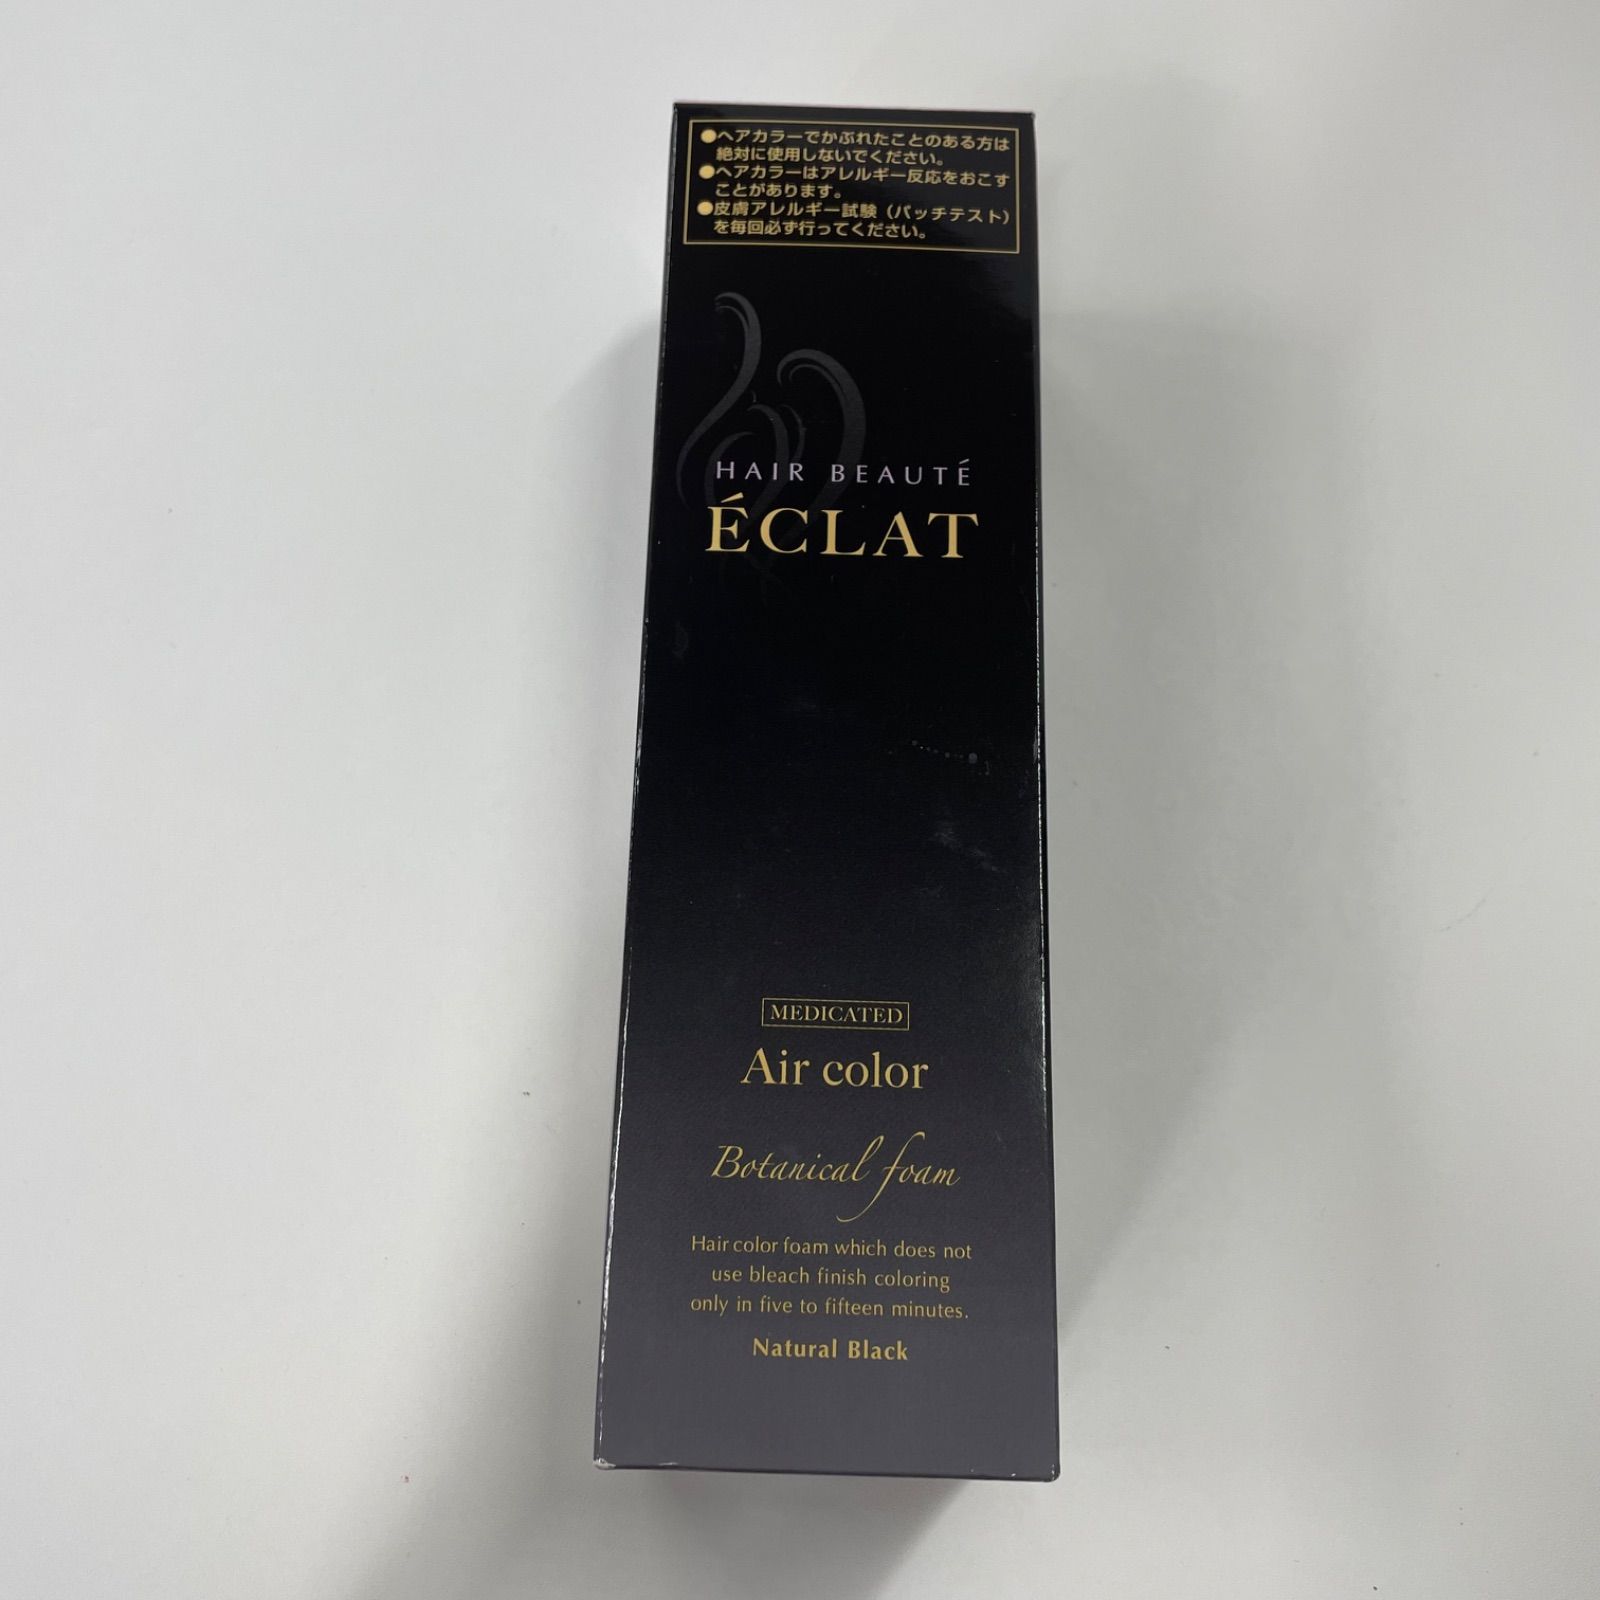 ●ヘアカラーでかぶれたことのある方は
絶対に使用しないでください。
●ヘアカラーはアレルギー反応をおこす
ことがあります。
●皮膚アレルギー試験（パッチテスト）
を毎回必ず行ってください。
HAIR BEAUTÉ
ÉCLAT
MEDICATED
Air color
Botanical foam
Hair color foam which does not
use bleach finish coloring
only in five to fifteen minutes.
Natural Black